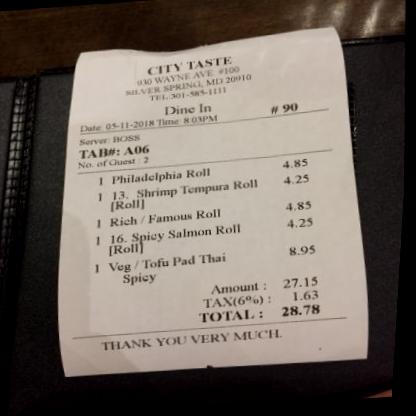 CITY TASTE
930 WAYNE AVE #100
SILVER SPRING, MD 20910
TEL.301-585-1111
Dine In # 90
Date 05-11-2018 Time 8:03PM
Server: BOSS
TAB#: A06
No. of Guest : 2
1 Philadelphia Roll 4.85
1 13. Shrimp Tempura Roll 4.25
[Roll]
1 Rich / Famous Roll 4.85
1 16. Spicy Salmon Roll 4.25
[Roll]
1 Veg / Tofu Pad Thai 8.95
Spicy
Amount : 27.15
TAX(6%) : 1.63
TOTAL : 28.78
THANK YOU VERY MUCH.